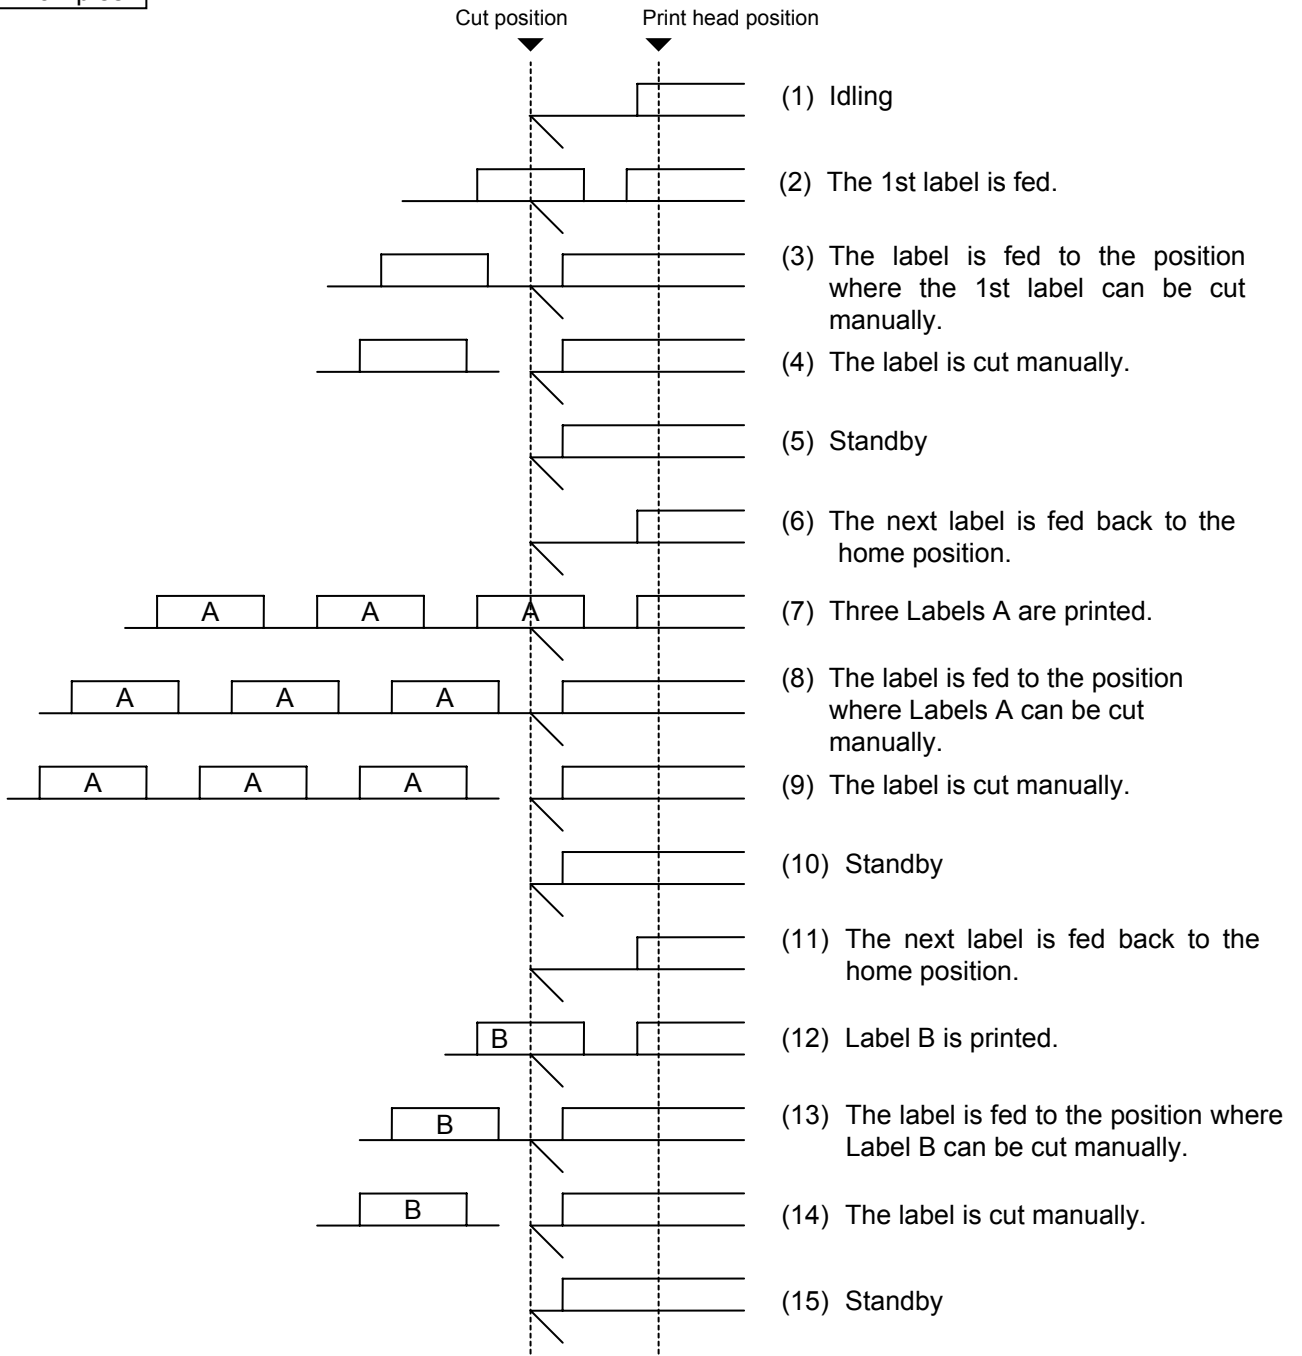 Cut position
Print head position
(1) Idling
(2) The 1st label is fed.
(3) The label is fed to the position
where the 1st label can be cut
manually.
(4) The label is cut manually.
(5) Standby
(6) The next label is fed back to the
home position.
A A A
(7) Three Labels A are printed.
A A A
(8) The label is fed to the position
where Labels A can be cut
manually.
A A A
(9) The label is cut manually.
(10) Standby
(11) The next label is fed back to the
home position.
B
(12) Label B is printed.
B
(13) The label is fed to the position where
Label B can be cut manually.
B
(14) The label is cut manually.
(15) Standby